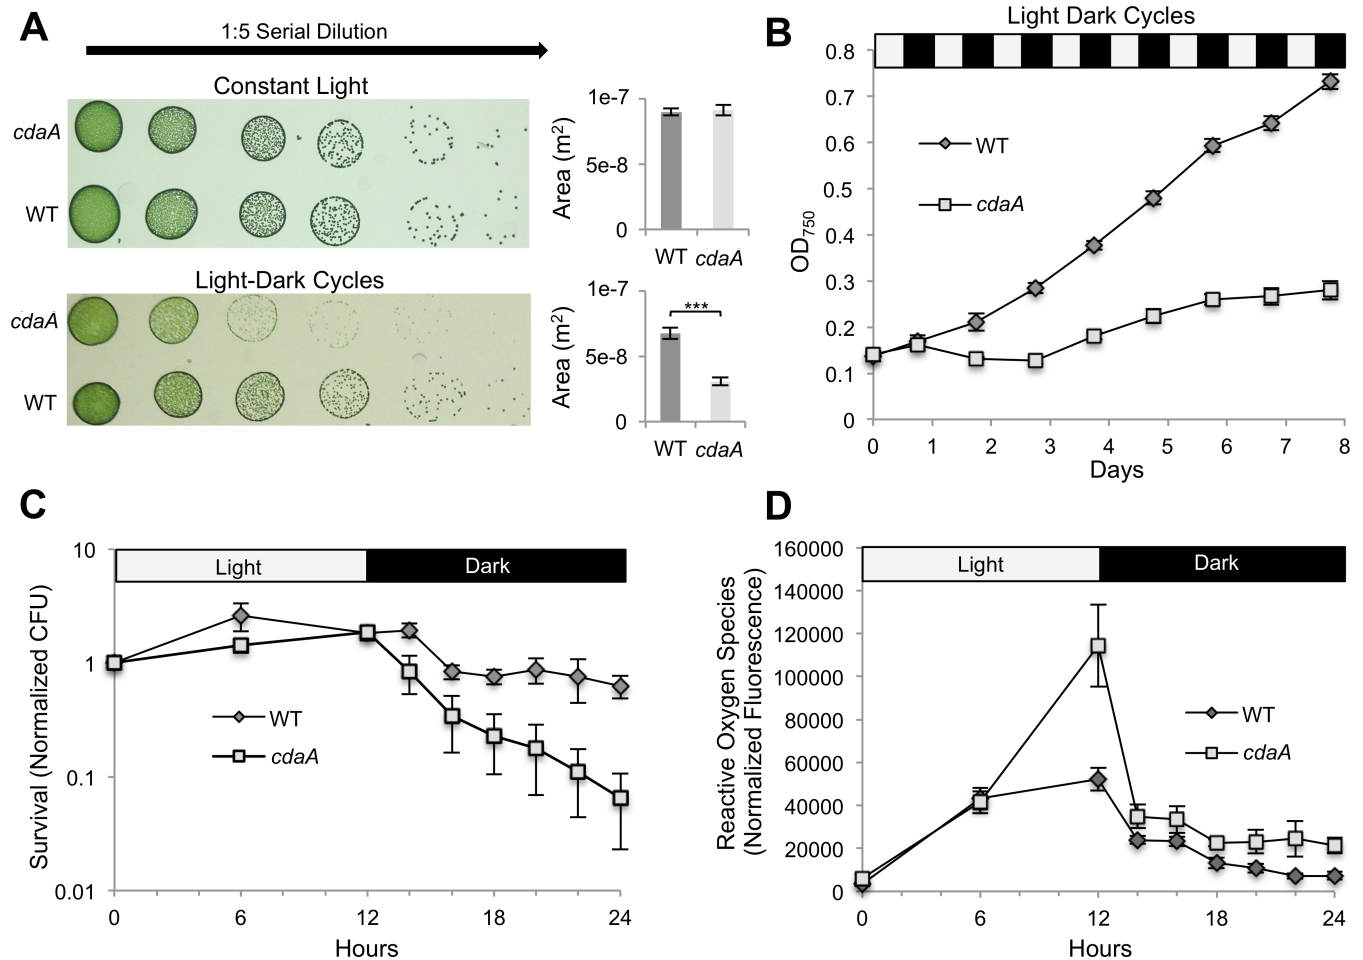 A
1:5 Serial Dilution
Constant Light
cdaA
WT
1e-7
5e-8
0
Area (m²)
WT cdaA
Light-Dark Cycles
cdaA
WT
1e-7
5e-8
0
Area (m²)
***
WT cdaA
B
Light Dark Cycles
0.8
0.7
0.6
0.5
0.4
0.3
0.2
0.1
0
OD₇₅₀
WT
cdaA
0 1 2 3 4 5 6 7 8
Days
C
10
1
0.1
0.01
Survival (Normalized CFU)
Light Dark
WT
cdaA
0 6 12 18 24
Hours
D
160000
140000
120000
100000
80000
60000
40000
20000
0
Reactive Oxygen Species
(Normalized Fluorescence)
Light Dark
WT
cdaA
0 6 12 18 24
Hours